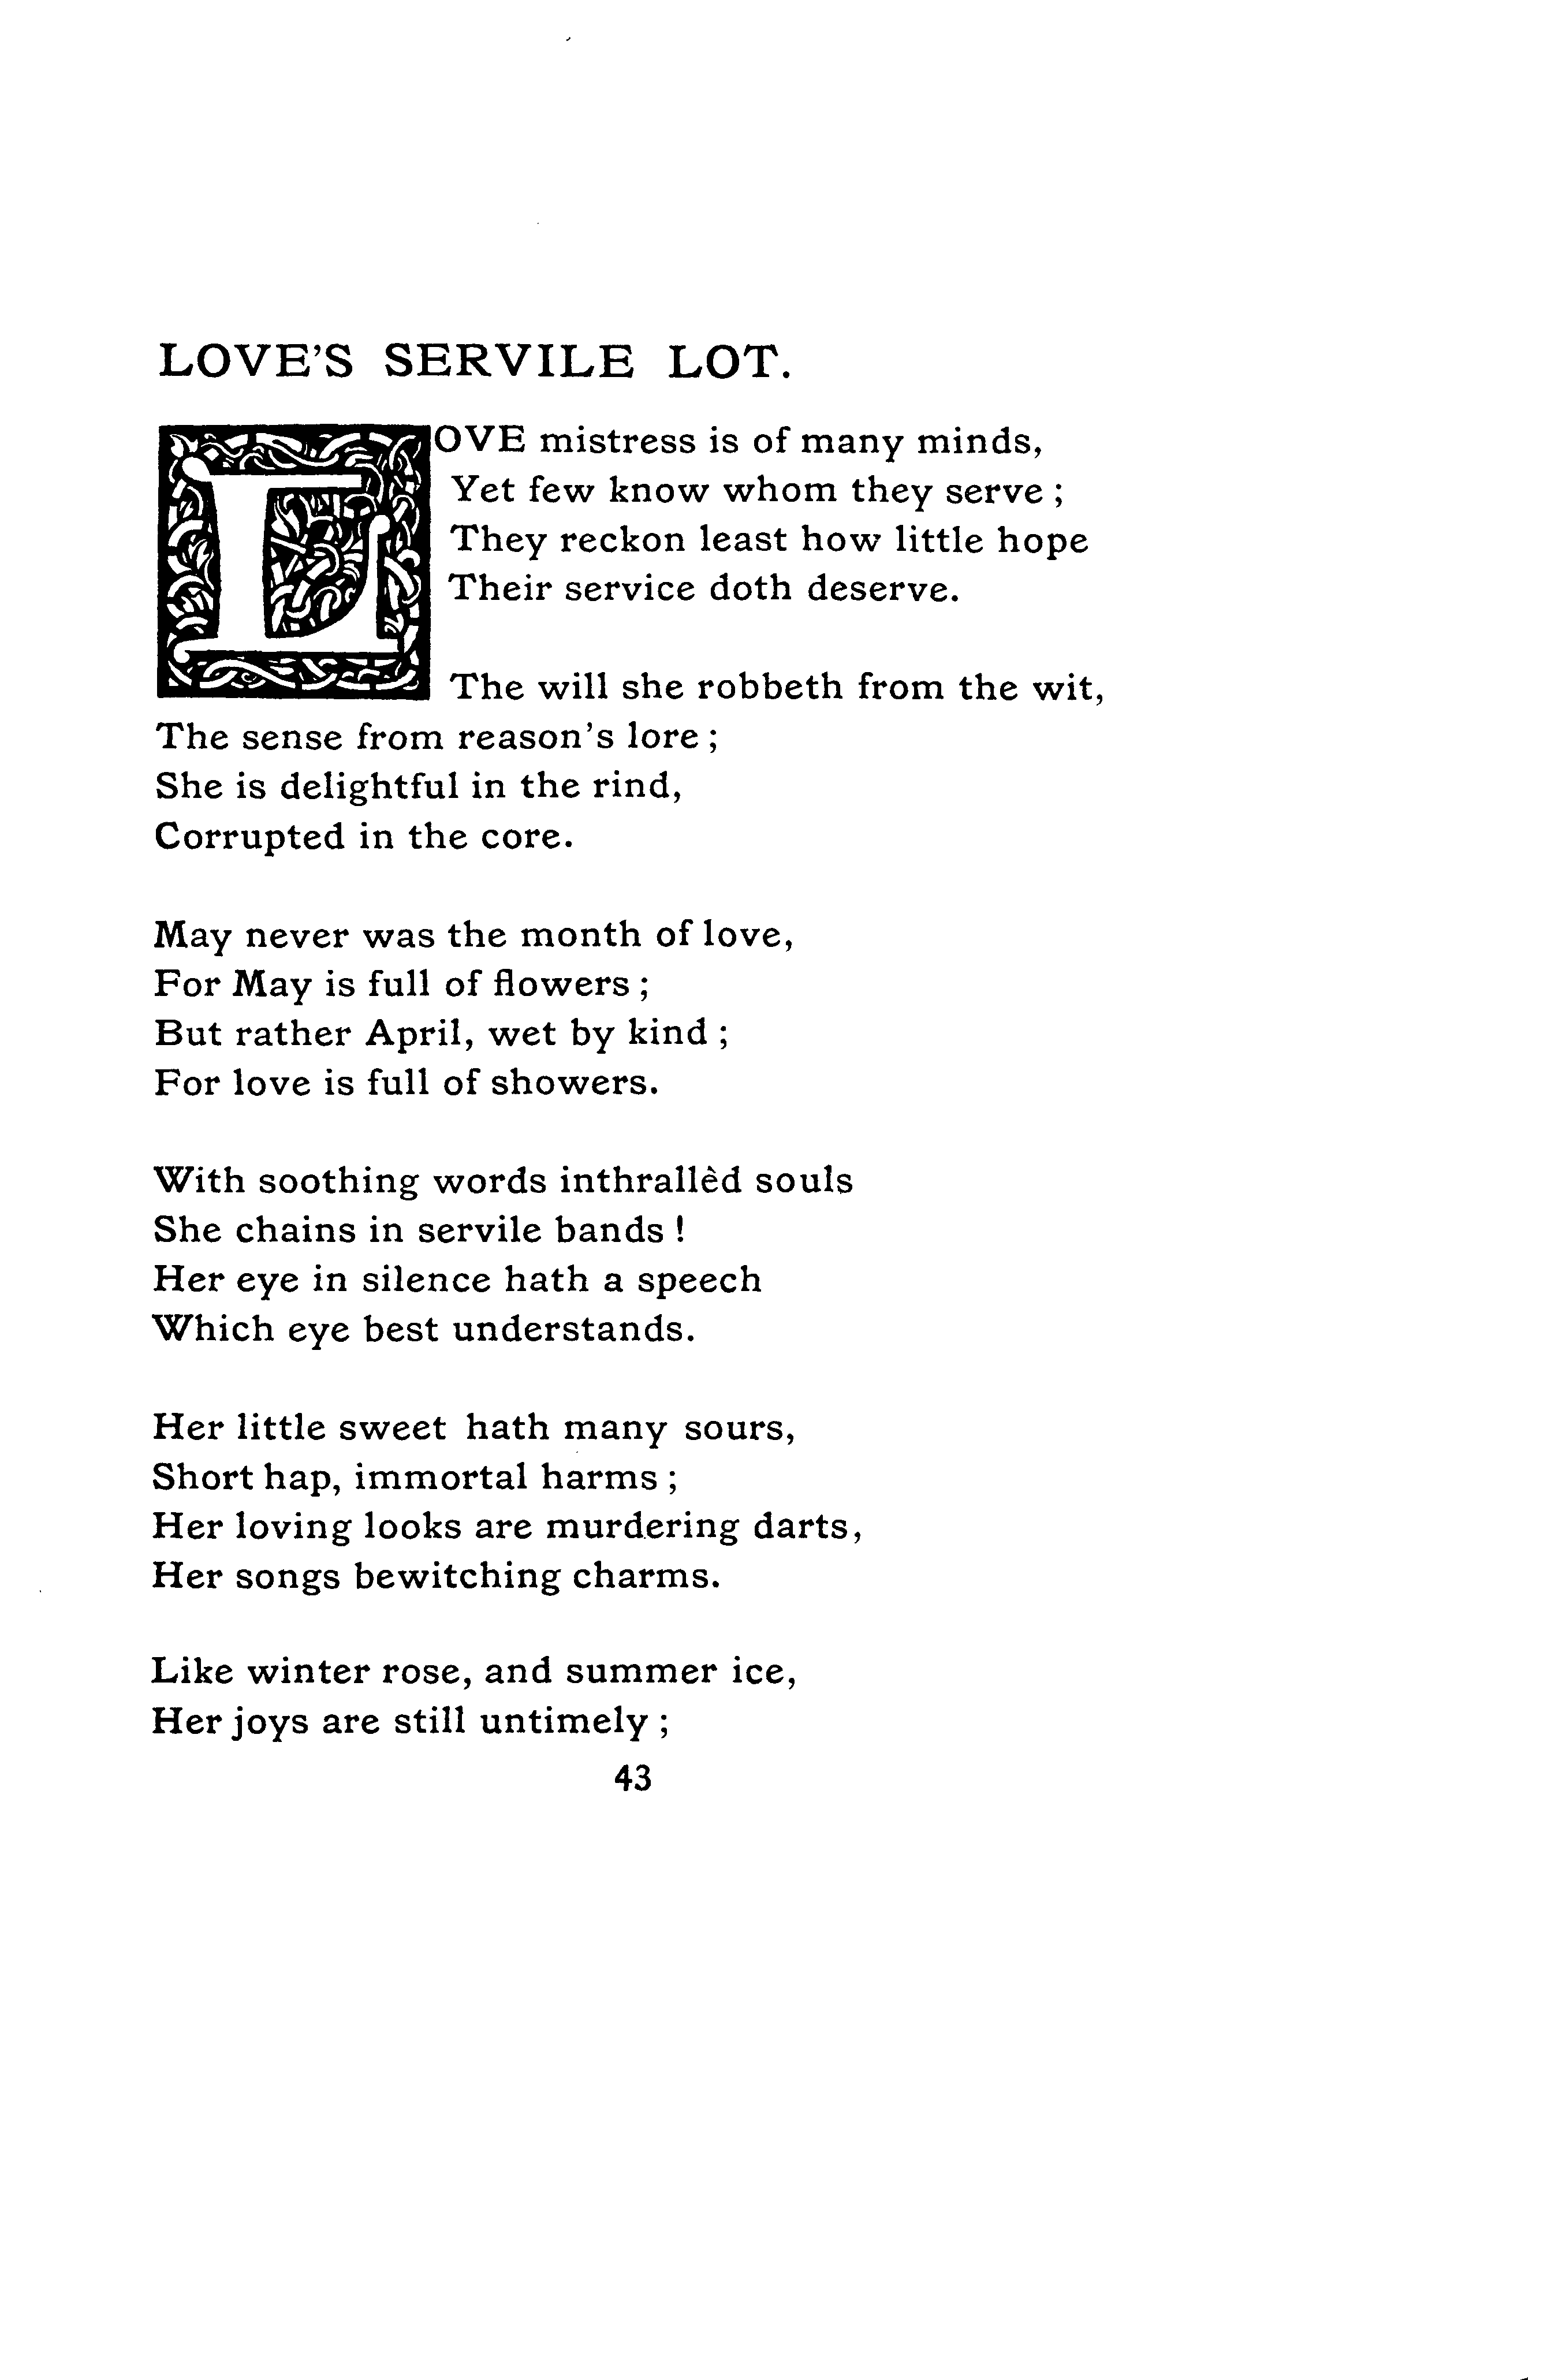 LOVE'S SERVILE LOT.
LOVE mistress is of many minds,
Yet few know whom they serve ;
They reckon least how little hope
Their service doth deserve.
The will she robbeth from the wit,
The sense from reason's lore ;
She is delightful in the rind,
Corrupted in the core.
May never was the month of love,
For May is full of flowers ;
But rather April, wet by kind ;
For love is full of showers.
With soothing words inthrallèd souls
She chains in servile bands !
Her eye in silence hath a speech
Which eye best understands.
Her little sweet hath many sours,
Short hap, immortal harms ;
Her loving looks are murdering darts,
Her songs bewitching charms.
Like winter rose, and summer ice,
Her joys are still untimely ;
43